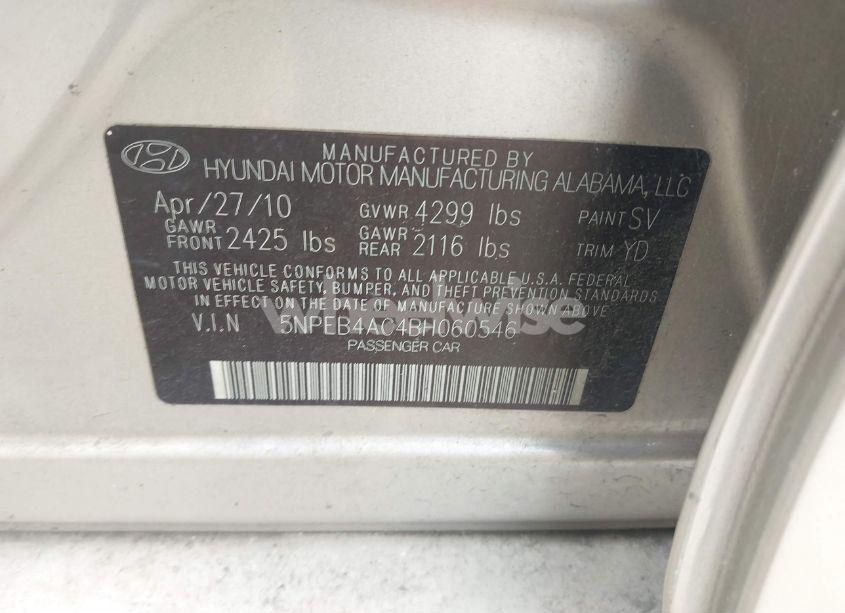 MANUFACTURED BY
HYUNDAI MOTOR MANUFACTURING ALABAMA, LLC
Apr/27/10 GVWR 4299 lbs PAINT SV
GAWR FRONT 2425 lbs GAWR REAR 2116 lbs TRIM YD
THIS VEHICLE CONFORMS TO ALL APPLICABLE U.S.A. FEDERAL
MOTOR VEHICLE SAFETY, BUMPER, AND THEFT PREVENTION STANDARDS
IN EFFECT ON THE DATE OF MANUFACTURE SHOWN ABOVE
V.I.N 5NPEB4AC4BH060546
PASSENGER CAR